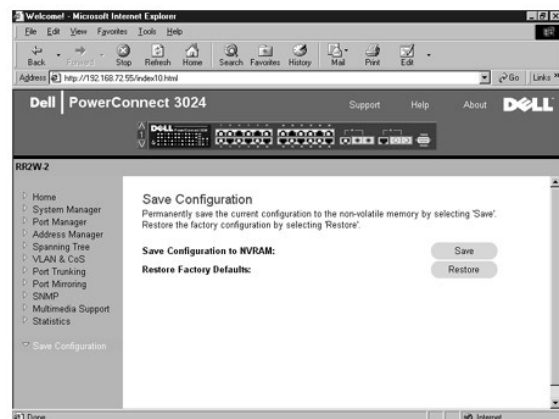 Welcome! - Microsoft Internet Explorer
File Edit View Favorites Tools Help
Back Forward Stop Refresh Home Search Favorites History Mail Print Edit
Address http://192.168.72.55/index10.html Go Links »
Dell PowerConnect 3024
Support Help About DELL
DELL
1
RR2W-2
Home
System Manager
Port Manager
Address Manager
Spanning Tree
VLAN & CoS
Port Trunking
Port Mirroring
SNMP
Multimedia Support
Statistics
Save Configuration
Save Configuration
Permanently save the current configuration to the non-volatile memory by selecting 'Save'.
Restore the factory configuration by selecting 'Restore'.
Save Configuration to NVRAM: Save
Restore Factory Defaults: Restore
Done Internet